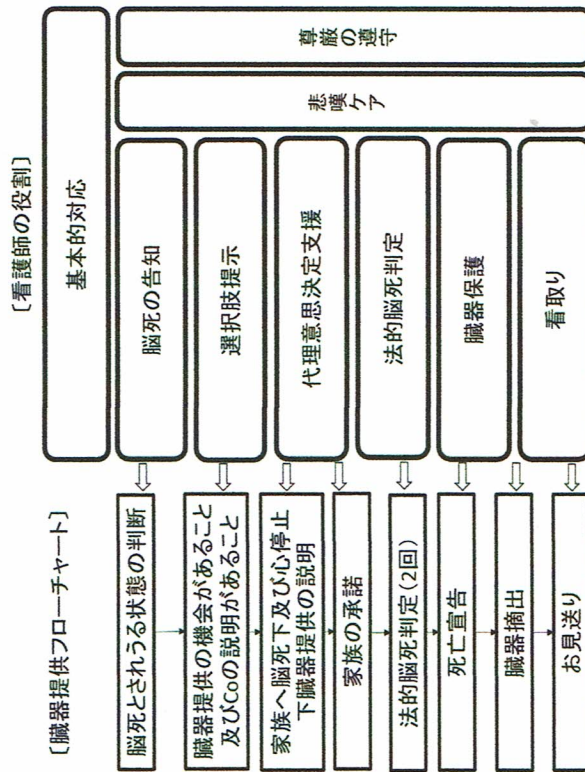 〔看護師の役割〕
基本的対応
脳死の告知
選択肢提示
代理意思決定支援
法的脳死判定
臓器保護
看取り
悲嘆ケア
尊厳の遵守
〔臓器提供フローチャート〕
脳死とされうる状態の判断
臓器提供の機会があること
及びCoの説明があること
家族へ脳死下及び心停止
下臓器提供の説明
家族の承諾
法的脳死判定(2回)
死亡宣告
臓器摘出
お見送り